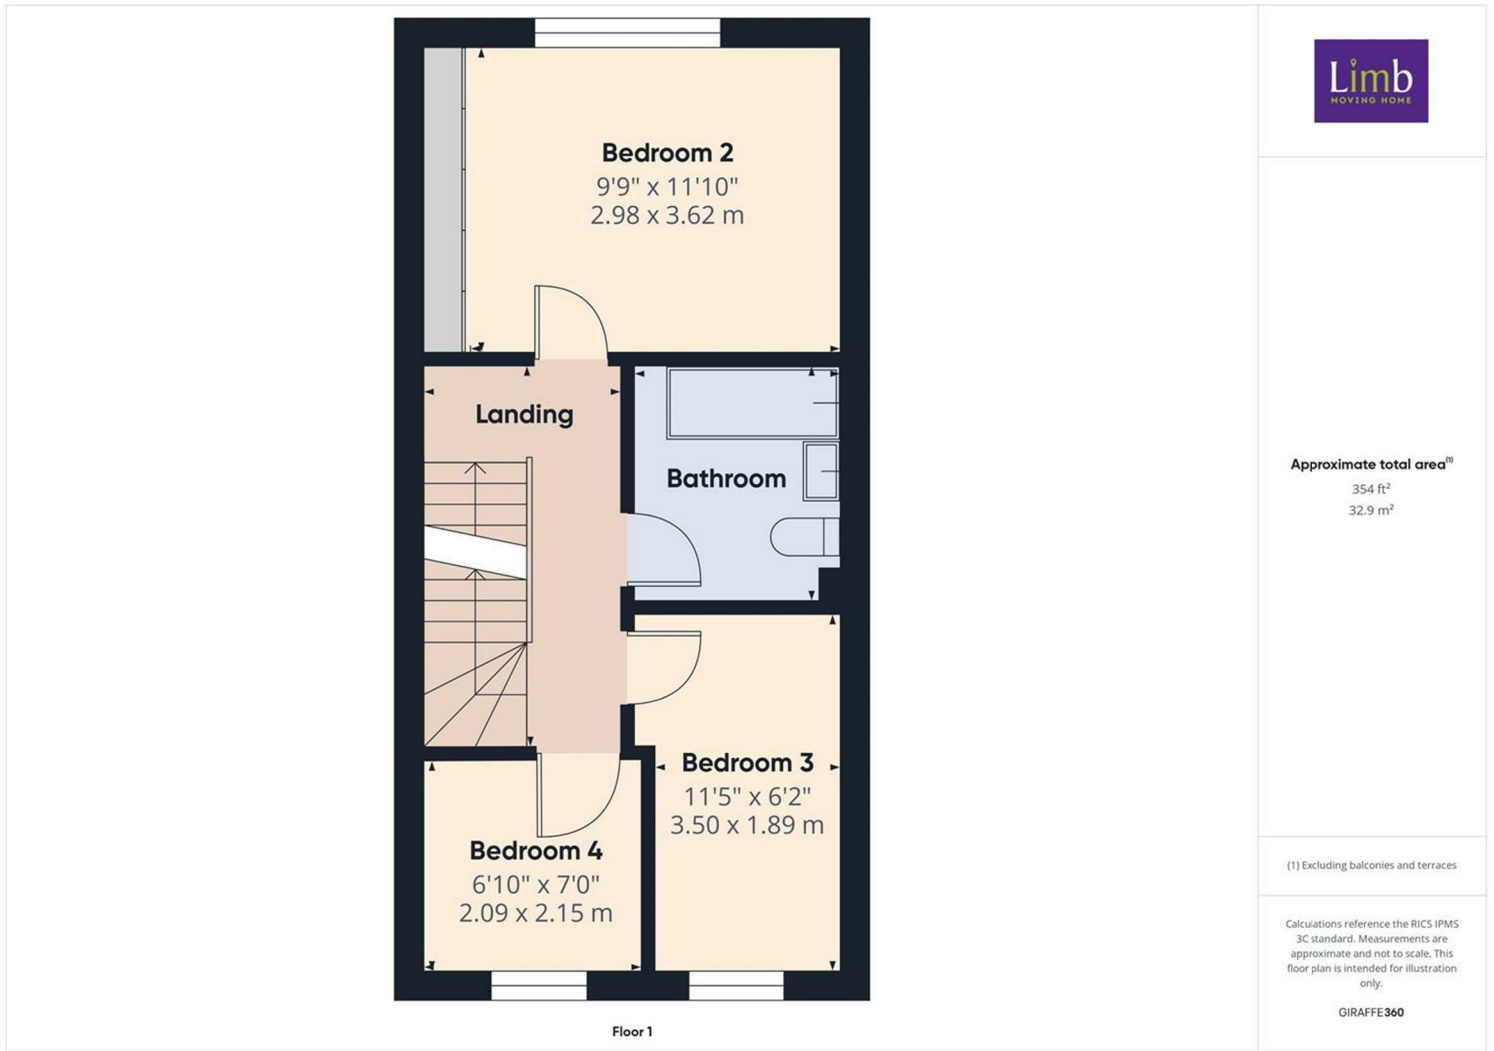 Bedroom 2
9'9" x 11'10"
2.98 x 3.62 m
Landing
Bathroom
Bedroom 3
11'5" x 6'2"
3.50 x 1.89 m
Bedroom 4
6'10" x 7'0"
2.09 x 2.15 m
Floor 1
Limb
MOVING HOME
Approximate total area(1)
354 ft²
32.9 m²
(1) Excluding balconies and terraces
Calculations reference the RICS IPMS
3C standard. Measurements are
approximate and not to scale. This
floor plan is intended for illustration
only.
GIRAFFE360